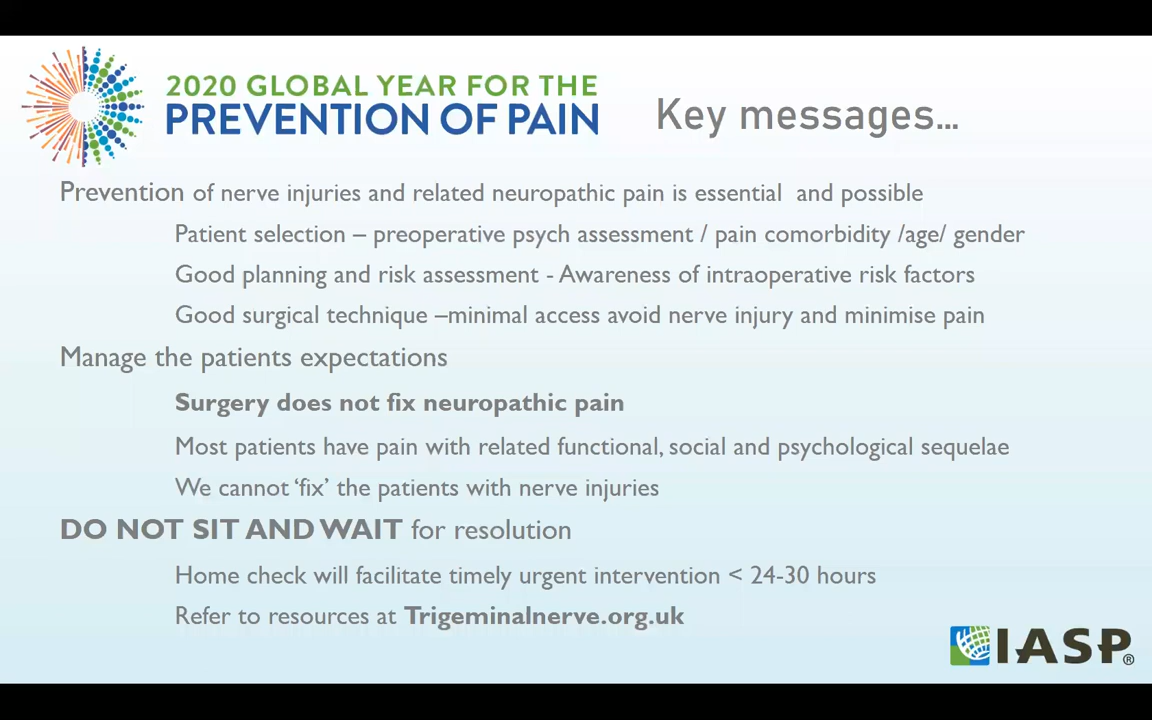 2020 GLOBAL YEAR FOR THE
PREVENTION OF PAIN
Key messages...
Prevention of nerve injuries and related neuropathic pain is essential  and possible
Patient selection – preoperative psych assessment / pain comorbidity /age/ gender
Good planning and risk assessment - Awareness of intraoperative risk factors
Good surgical technique –minimal access avoid nerve injury and minimise pain
Manage the patients expectations
Surgery does not fix neuropathic pain
Most patients have pain with related functional, social and psychological sequelae
We cannot ‘fix’ the patients with nerve injuries
DO NOT SIT AND WAIT for resolution
Home check will facilitate timely urgent intervention < 24-30 hours
Refer to resources at Trigeminalnerve.org.uk
IASP®